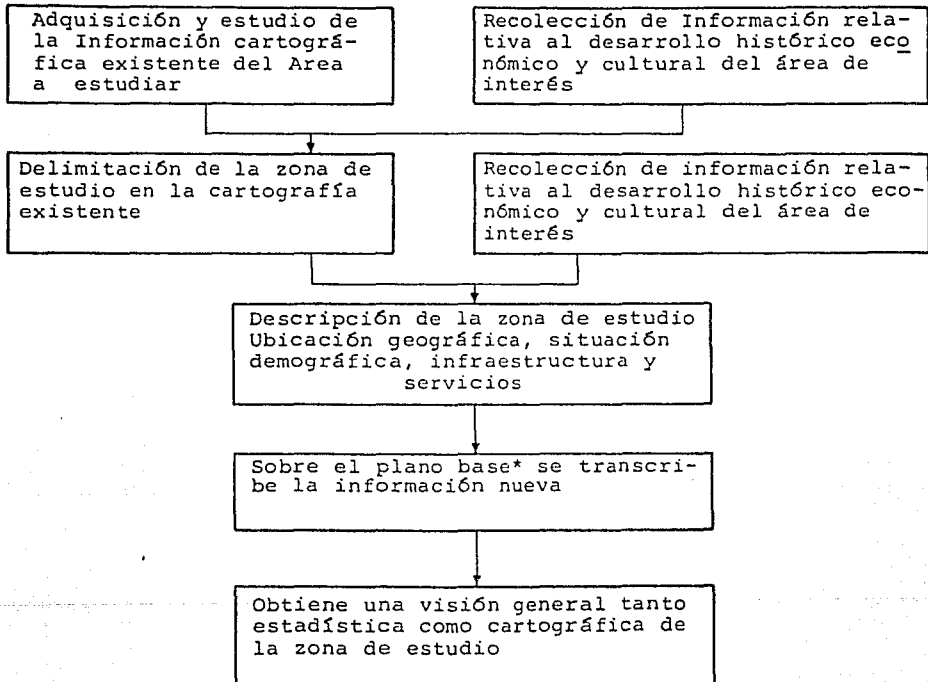 Adquisición y estudio de
la Información cartográ-
fica existente del Area
a estudiar
Recolección de Información rela-
tiva al desarrollo histórico eco
nómico y cultural del área de
interés
Delimitación de la zona de
estudio en la cartografía
existente
Recolección de información rela-
tiva al desarrollo histórico eco-
nómico y cultural del área de
interés
Descripción de la zona de estudio
Ubicación geográfica, situación
demográfica, infraestructura y
servicios
Sobre el plano base* se transcri-
be la información nueva
Obtiene una visión general tanto
estadística como cartográfica de
la zona de estudio